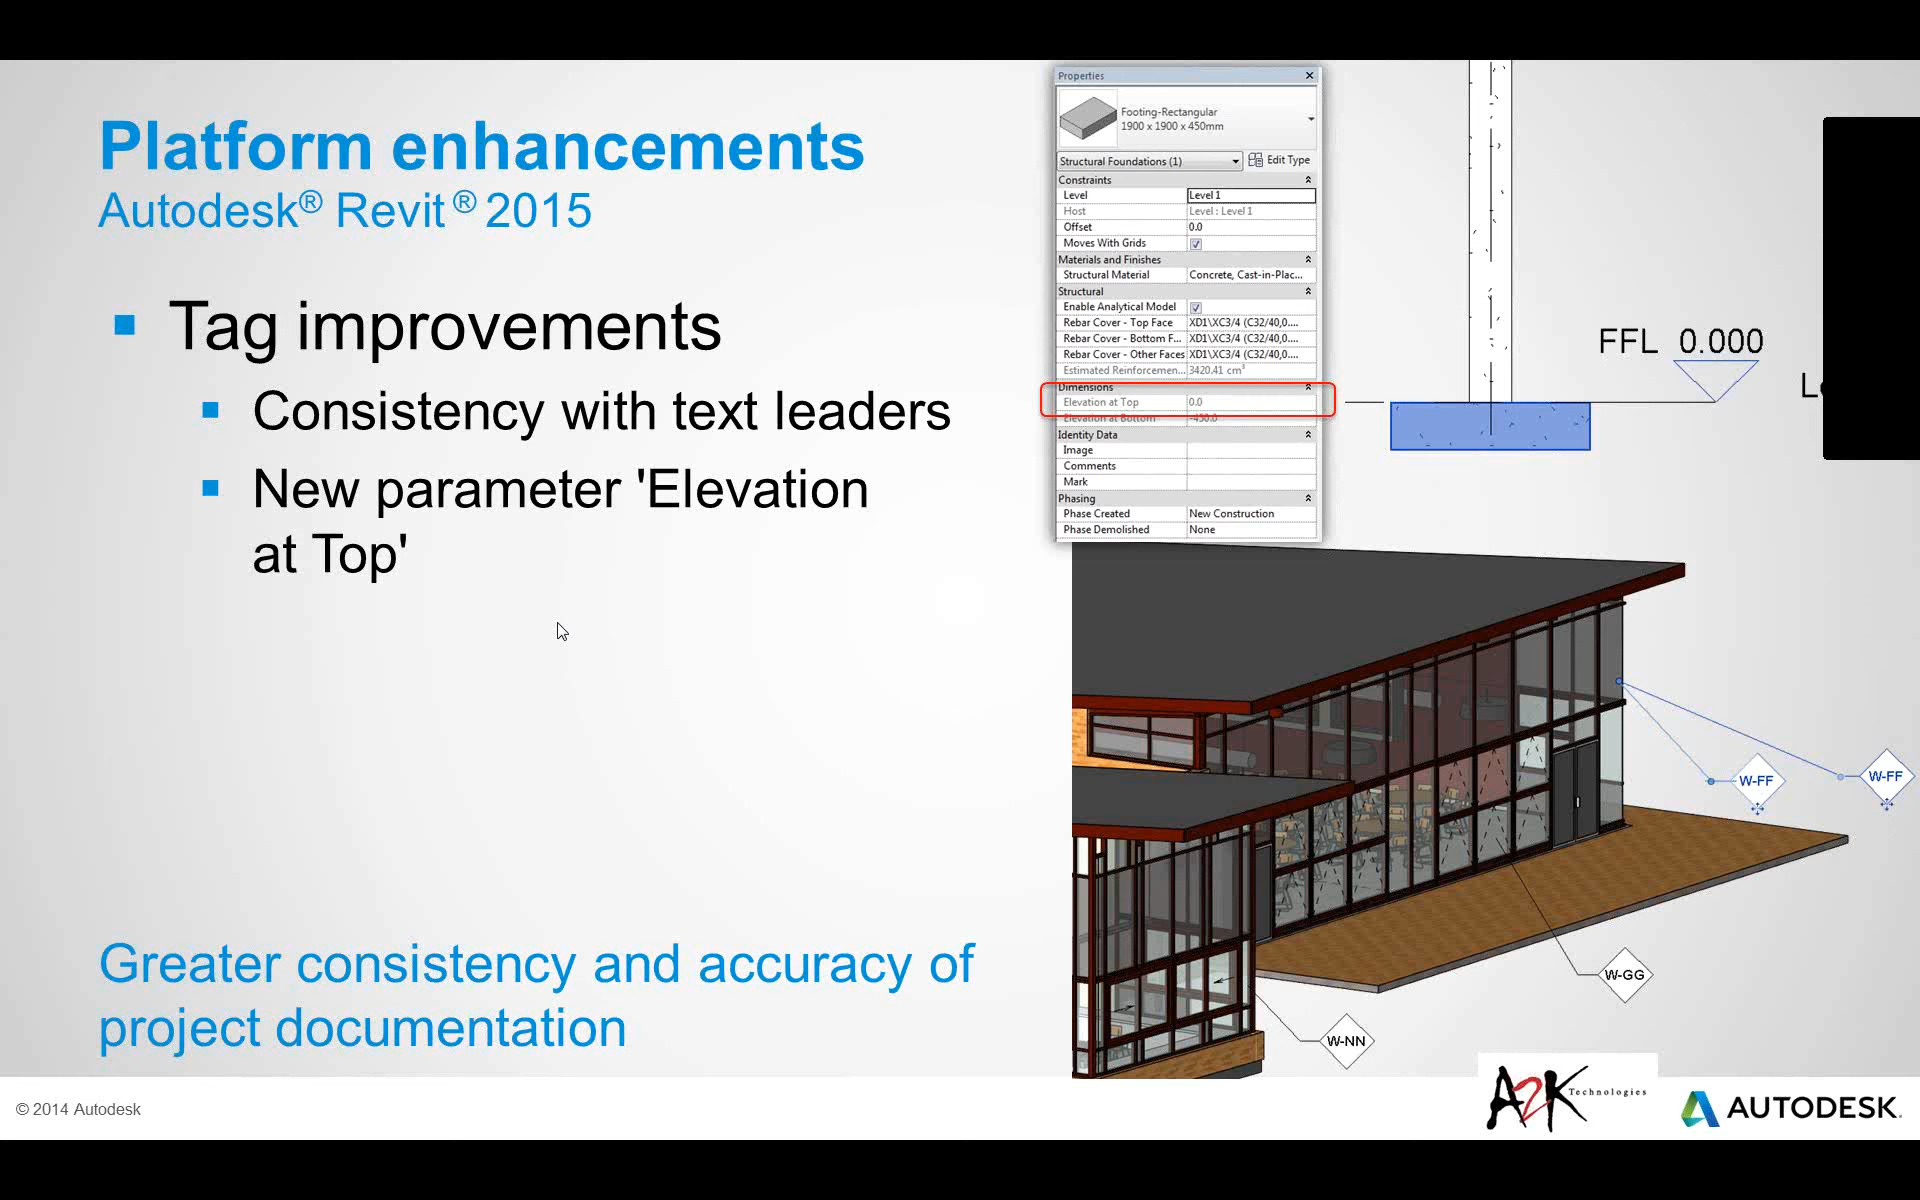 Platform enhancements
Autodesk® Revit® 2015
Tag improvements
Consistency with text leaders
New parameter 'Elevation
at Top'
Greater consistency and accuracy of
project documentation
© 2014 Autodesk
Properties
Footing-Rectangular
1900 x 1900 x 450mm
Structural Foundations (1)
Edit Type
Constraints
Level Level 1
Host Level : Level 1
Offset 0.0
Moves With Grids
Materials and Finishes
Structural Material Concrete, Cast-in-Plac...
Structural
Enable Analytical Model
Rebar Cover - Top Face XD1\XC3/4 (C32/40,0....
Rebar Cover - Bottom F... XD1\XC3/4 (C32/40,0....
Rebar Cover - Other Faces XD1\XC3/4 (C32/40,0....
Estimated Reinforcemen... 3420.41 cm³
Dimensions
Elevation at Top 0.0
Elevation at Bottom -450.0
Identity Data
Image
Comments
Mark
Phasing
Phase Created New Construction
Phase Demolished None
FFL 0.000
W-FF
W-FF
W-GG
W-NN
A2K Technologies
AUTODESK.